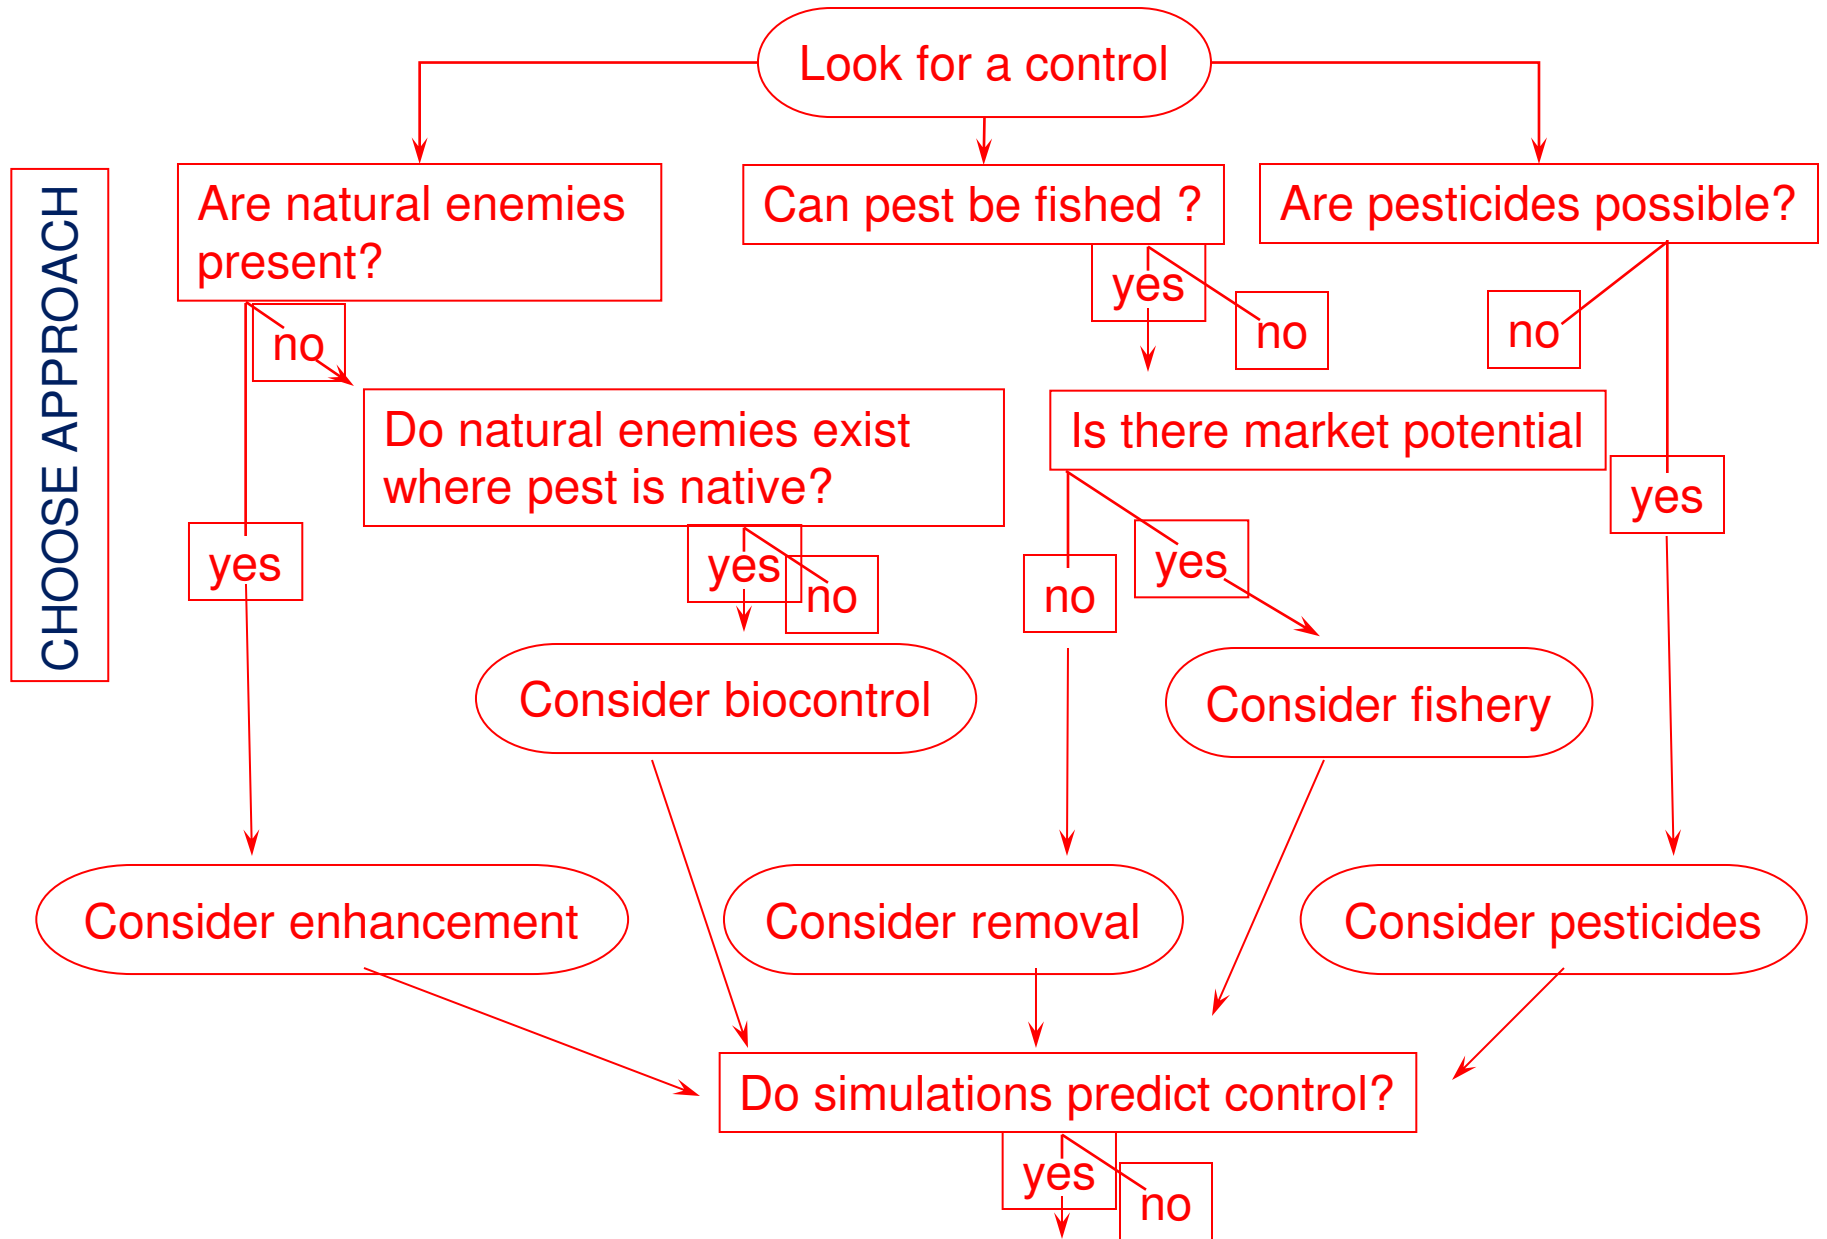 Look for a control
CHOOSE APPROACH
Are natural enemies
present?
Can pest be fished ?
Are pesticides possible?
yes
no
no
no
Do natural enemies exist
where pest is native?
Is there market potential
yes
yes
yes
no
no
yes
Consider biocontrol
Consider fishery
Consider enhancement
Consider removal
Consider pesticides
Do simulations predict control?
yes
no